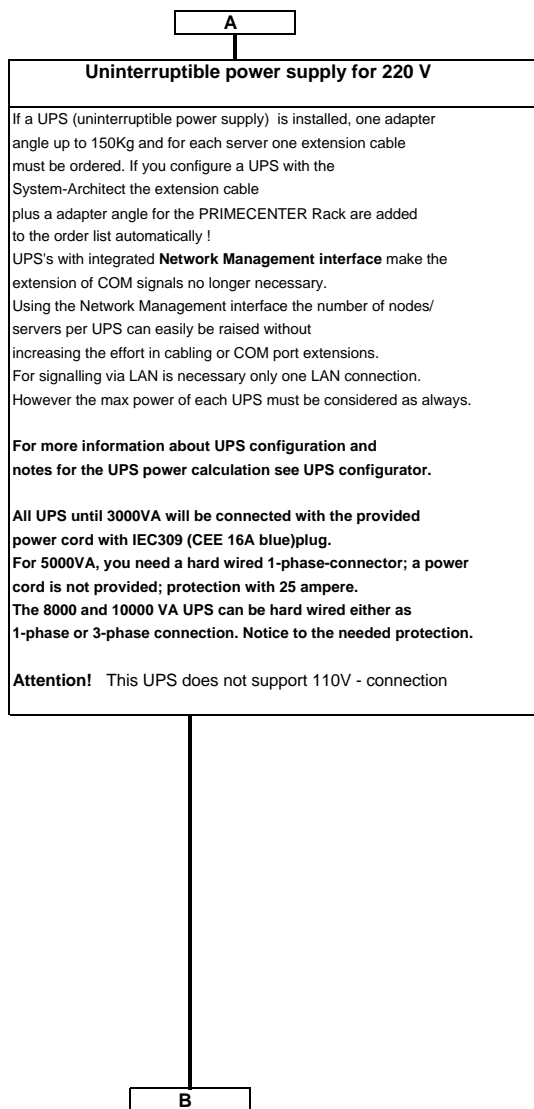 A
Uninterruptible power supply for 220 V
If a UPS (uninterruptible power supply) is installed, one adapter
angle up to 150Kg and for each server one extension cable
must be ordered. If you configure a UPS with the
System-Architect the extension cable
plus a adapter angle for the PRIMECENTER Rack are added
to the order list automatically !
UPS's with integrated Network Management interface make the
extension of COM signals no longer necessary.
Using the Network Management interface the number of nodes/
servers per UPS can easily be raised without
increasing the effort in cabling or COM port extensions.
For signalling via LAN is necessary only one LAN connection.
However the max power of each UPS must be considered as always.
For more information about UPS configuration and
notes for the UPS power calculation see UPS configurator.
All UPS until 3000VA will be connected with the provided
power cord with IEC309 (CEE 16A blue)plug.
For 5000VA, you need a hard wired 1-phase-connector; a power
cord is not provided; protection with 25 ampere.
The 8000 and 10000 VA UPS can be hard wired either as
1-phase or 3-phase connection. Notice to the needed protection.
Attention! This UPS does not support 110V - connection
B